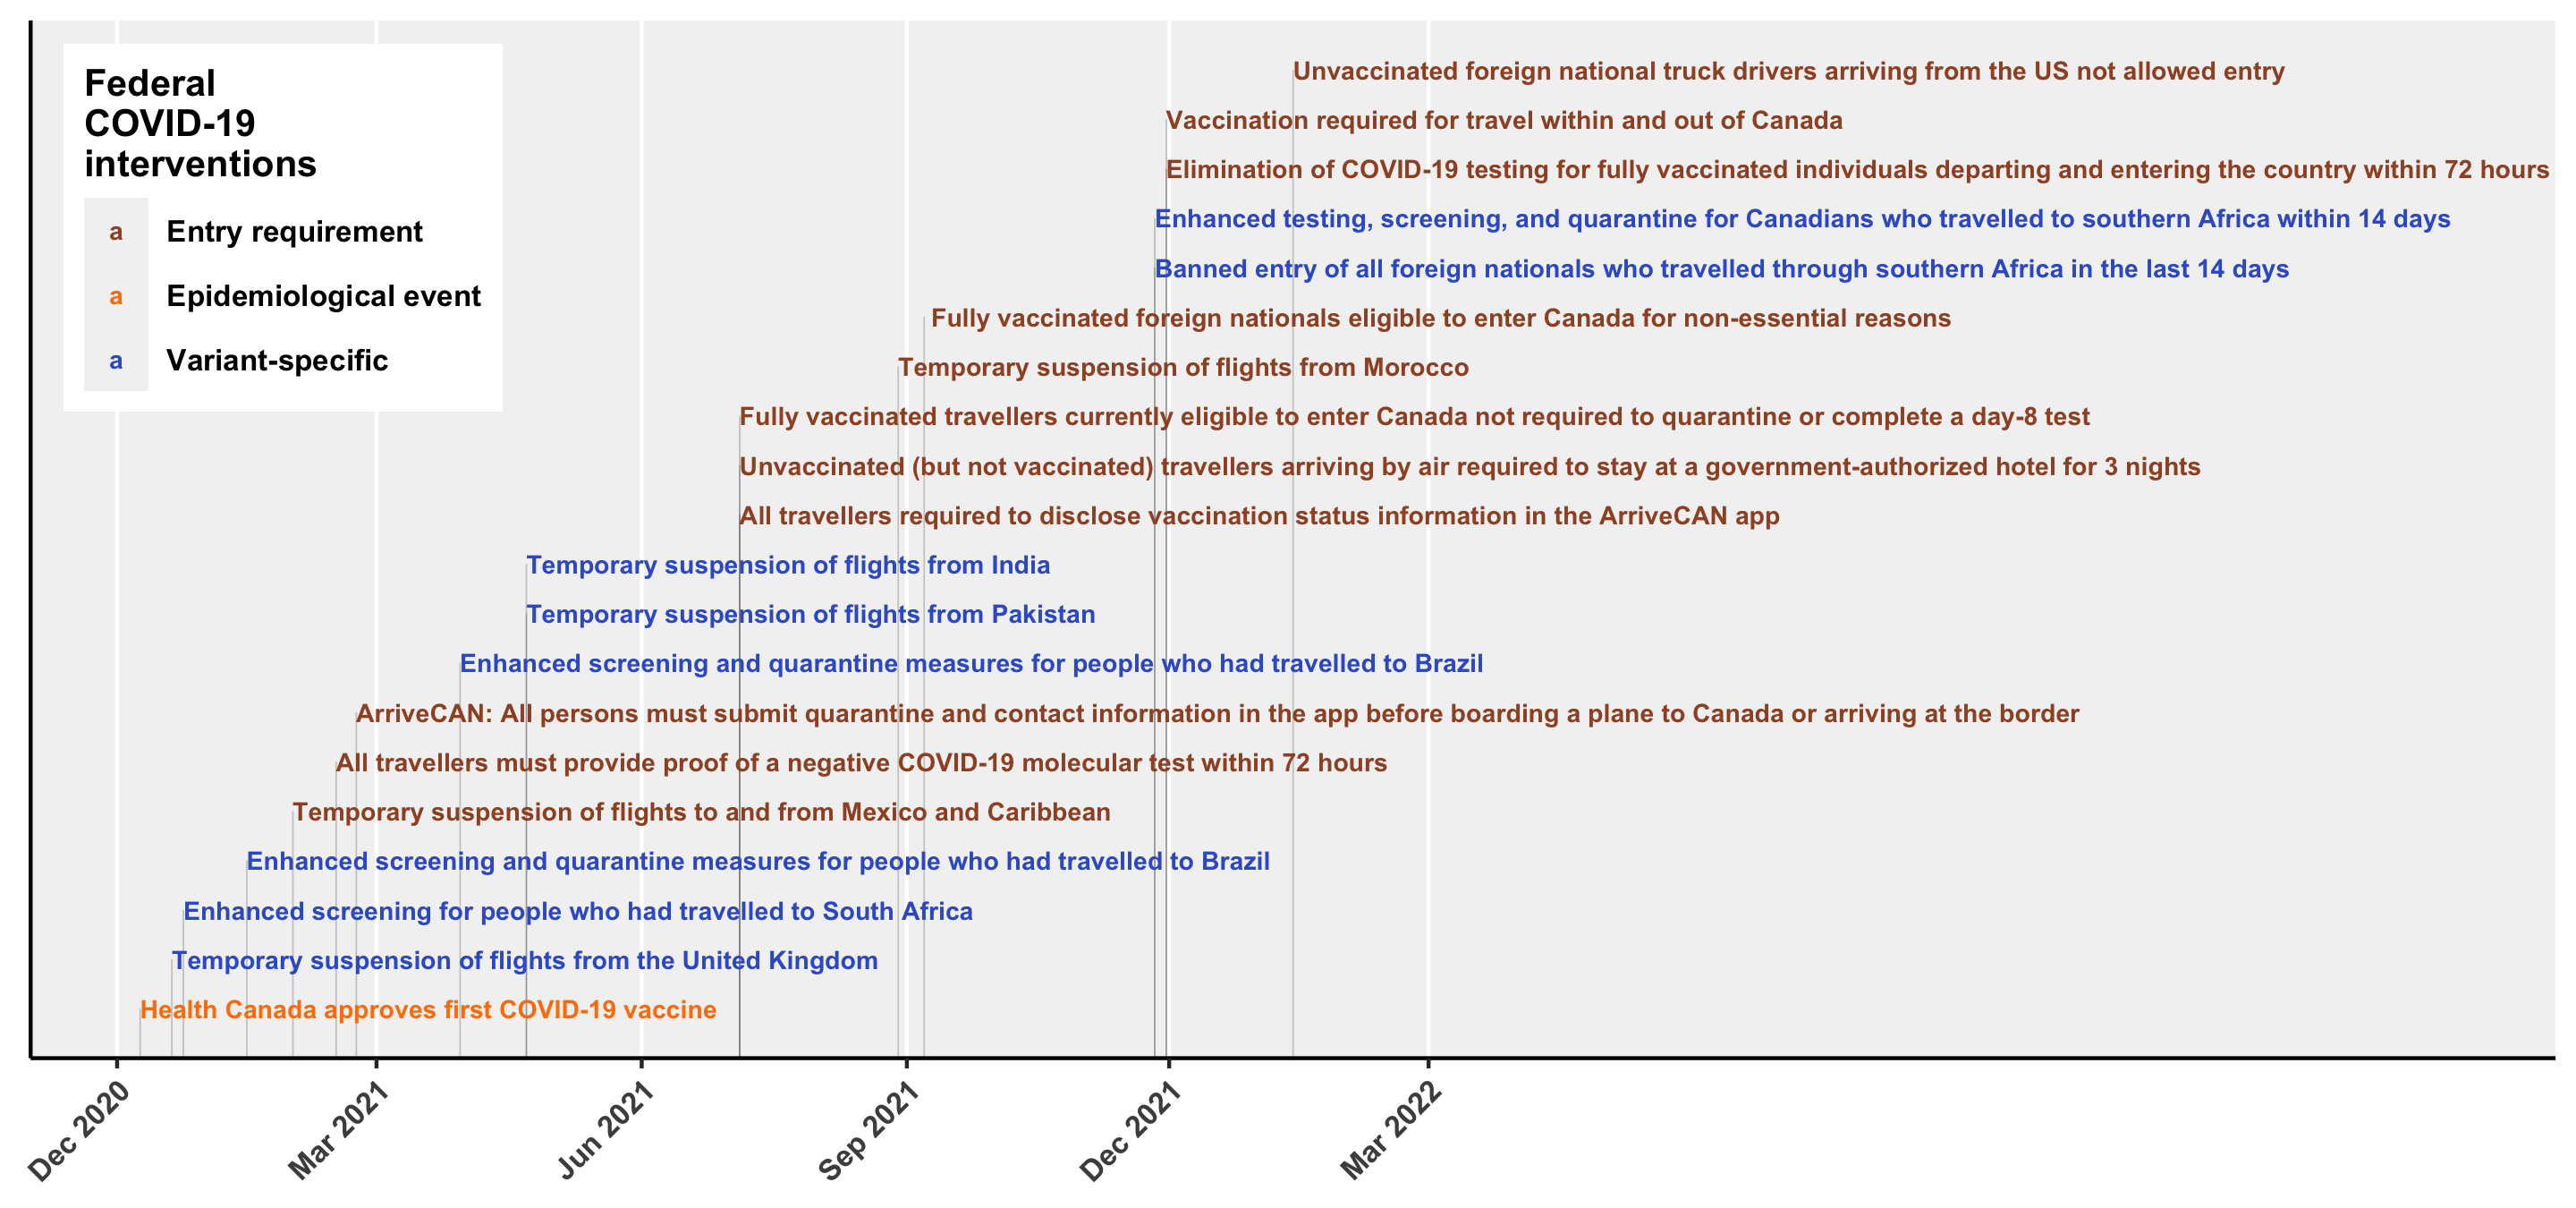 Federal
COVID-19
interventions
a Entry requirement
a Epidemiological event
a Variant-specific
Unvaccinated foreign national truck drivers arriving from the US not allowed entry
Vaccination required for travel within and out of Canada
Elimination of COVID-19 testing for fully vaccinated individuals departing and entering the country within 72 hours
Enhanced testing, screening, and quarantine for Canadians who travelled to southern Africa within 14 days
Banned entry of all foreign nationals who travelled through southern Africa in the last 14 days
Fully vaccinated foreign nationals eligible to enter Canada for non-essential reasons
Temporary suspension of flights from Morocco
Fully vaccinated travellers currently eligible to enter Canada not required to quarantine or complete a day-8 test
Unvaccinated (but not vaccinated) travellers arriving by air required to stay at a government-authorized hotel for 3 nights
All travellers required to disclose vaccination status information in the ArriveCAN app
Temporary suspension of flights from India
Temporary suspension of flights from Pakistan
Enhanced screening and quarantine measures for people who had travelled to Brazil
ArriveCAN: All persons must submit quarantine and contact information in the app before boarding a plane to Canada or arriving at the border
All travellers must provide proof of a negative COVID-19 molecular test within 72 hours
Temporary suspension of flights to and from Mexico and Caribbean
Enhanced screening and quarantine measures for people who had travelled to Brazil
Enhanced screening for people who had travelled to South Africa
Temporary suspension of flights from the United Kingdom
Health Canada approves first COVID-19 vaccine
Dec 2020
Mar 2021
Jun 2021
Sep 2021
Dec 2021
Mar 2022